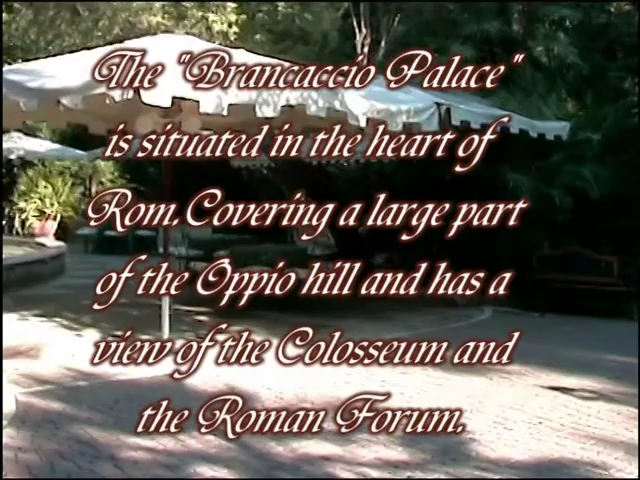 The "Brancaccio Palace"
is situated in the heart of
Rom. Covering a large part
of the Oppio hill and has a
view of the Colosseum and
the Roman Forum.